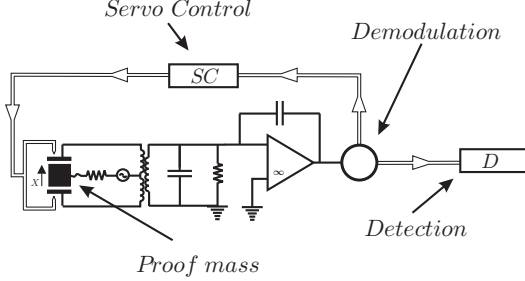 Servo Control
Demodulation
SC
x
∞
D
Detection
Proof mass